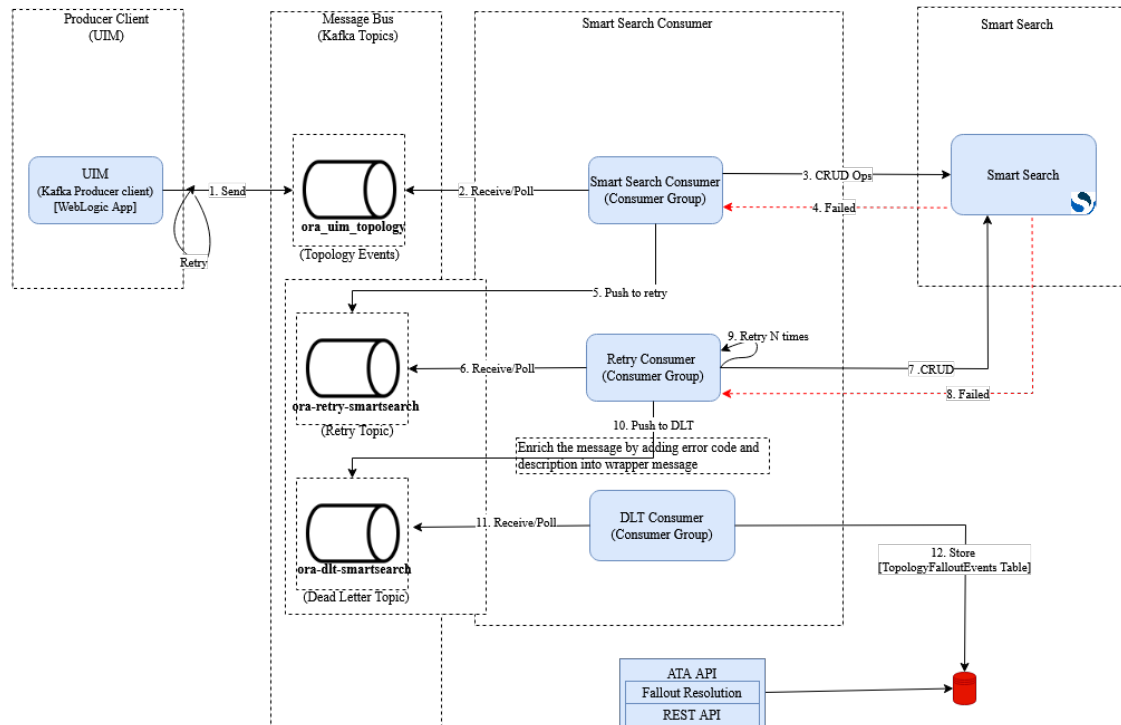 Producer Client
(UIM)
Message Bus
(Kafka Topics)
Smart Search Consumer
Smart Search
UIM
(Kafka Producer client)
[WebLogic App]
1. Send
Retry
ora_uim_topology
(Topology Events)
2. Receive/Poll
Smart Search Consumer
(Consumer Group)
3. CRUD Ops
4. Failed
Smart Search
5. Push to retry
ora-retry-smartsearch
(Retry Topic)
6. Receive/Poll
Retry Consumer
(Consumer Group)
9. Retry N times
7 .CRUD
8. Failed
10. Push to DLT
Enrich the message by adding error code and
description into wrapper message
ora-dlt-smartsearch
(Dead Letter Topic)
11. Receive/Poll
DLT Consumer
(Consumer Group)
12. Store
[TopologyFalloutEvents Table]
ATA API
Fallout Resolution
REST API